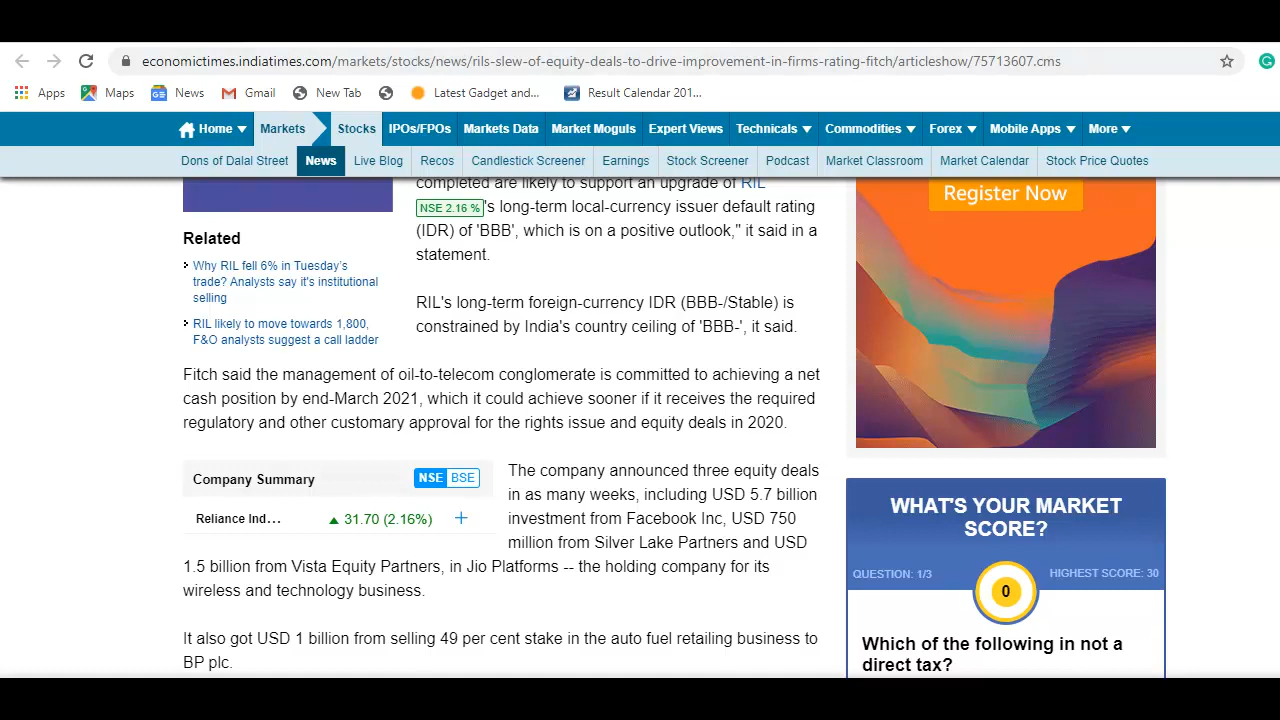 economictimes.indiatimes.com/markets/stocks/news/rils-slew-of-equity-deals-to-drive-improvement-in-firms-rating-fitch/articleshow/75713607.cms
Apps Maps News Gmail New Tab Latest Gadget and... Result Calendar 201...
Home Markets Stocks IPOs/FPOs Markets Data Market Moguls Expert Views Technicals Commodities Forex Mobile Apps More
Dons of Dalal Street News Live Blog Recos Candlestick Screener Earnings Stock Screener Podcast Market Classroom Market Calendar Stock Price Quotes
completed are likely to support an upgrade of RIL
NSE 2.16 % 's long-term local-currency issuer default rating
(IDR) of 'BBB', which is on a positive outlook," it said in a
statement.
RIL's long-term foreign-currency IDR (BBB-/Stable) is
constrained by India's country ceiling of 'BBB-', it said.
Related
Why RIL fell 6% in Tuesday's
trade? Analysts say it's institutional
selling
RIL likely to move towards 1,800,
F&O analysts suggest a call ladder
Fitch said the management of oil-to-telecom conglomerate is committed to achieving a net
cash position by end-March 2021, which it could achieve sooner if it receives the required
regulatory and other customary approval for the rights issue and equity deals in 2020.
Company Summary NSE BSE
Reliance Ind... ▲ 31.70 (2.16%) +
The company announced three equity deals
in as many weeks, including USD 5.7 billion
investment from Facebook Inc, USD 750
million from Silver Lake Partners and USD
1.5 billion from Vista Equity Partners, in Jio Platforms -- the holding company for its
wireless and technology business.
It also got USD 1 billion from selling 49 per cent stake in the auto fuel retailing business to
BP plc.
Register Now
WHAT'S YOUR MARKET
SCORE?
QUESTION: 1/3 HIGHEST SCORE: 30
0
Which of the following in not a
direct tax?